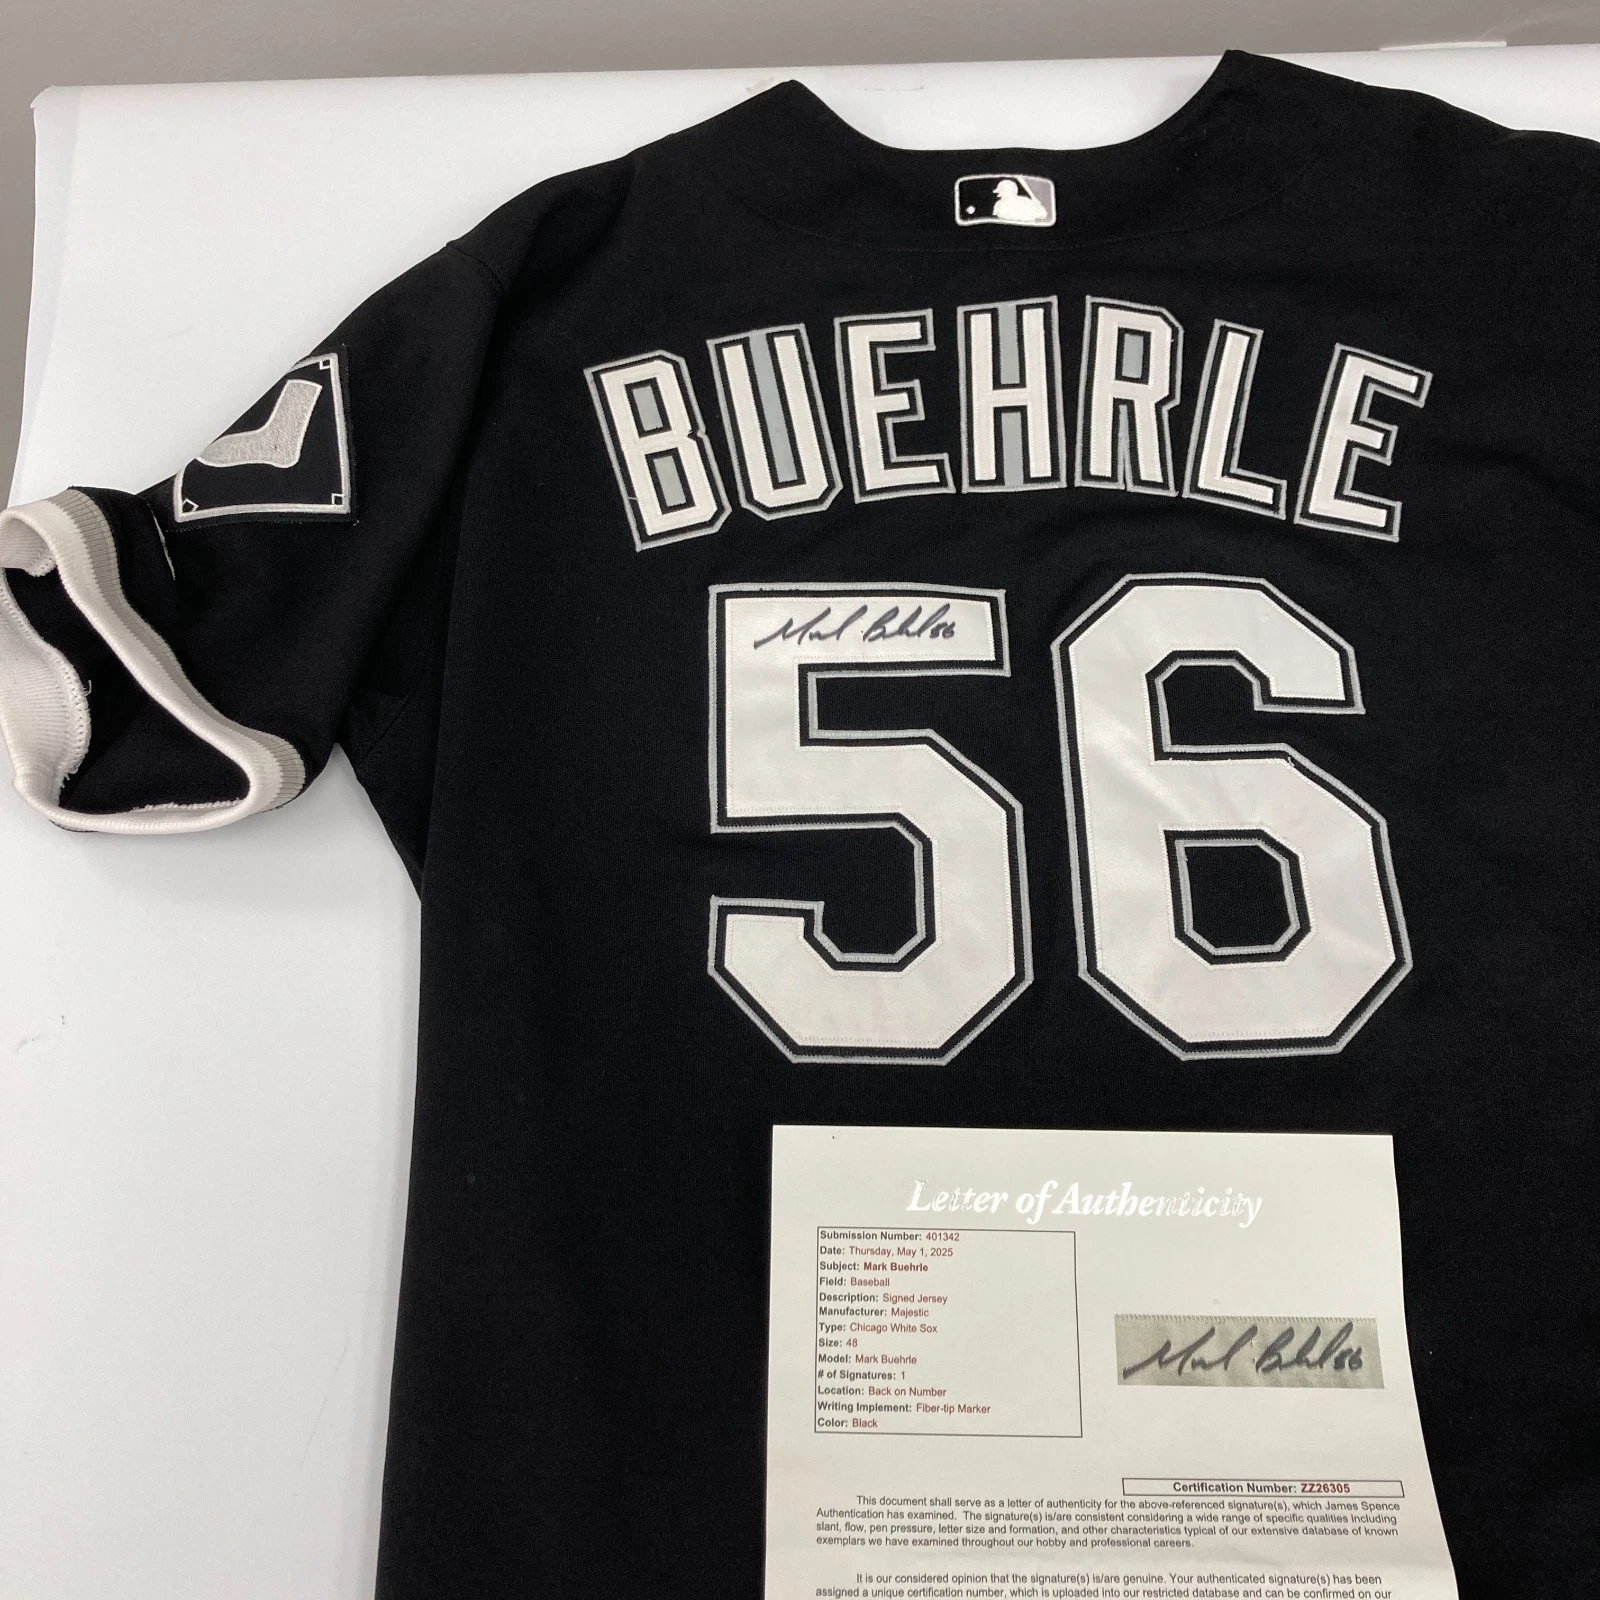 BUEHRLE
Mark Buehrle 56
56
Letter of Authenticity
Submission Number: 401342
Date: Thursday, May 1, 2025
Subject: Mark Buehrle
Field: Baseball
Description: Signed Jersey
Manufacturer: Majestic
Type: Chicago White Sox
Size: 48
Model: Mark Buehrle
# of Signatures: 1
Location: Back on Number
Writing Implement: Fiber-tip Marker
Color: Black
Mark Buehrle 56
Certification Number: ZZ26305
This document shall serve as a letter of authenticity for the above-referenced signature(s), which James Spence
Authentication has examined. The signature(s) is/are consistent considering a wide range of specific qualities including
slant, flow, pen pressure, letter size and formation, and other characteristics typical of our extensive database of known
exemplars we have examined throughout our hobby and professional careers.
It is our considered opinion that the signature(s) is/are genuine. Your authenticated signature(s) has been
assigned a unique certification number, which is uploaded into our restricted database and can be confirmed on our